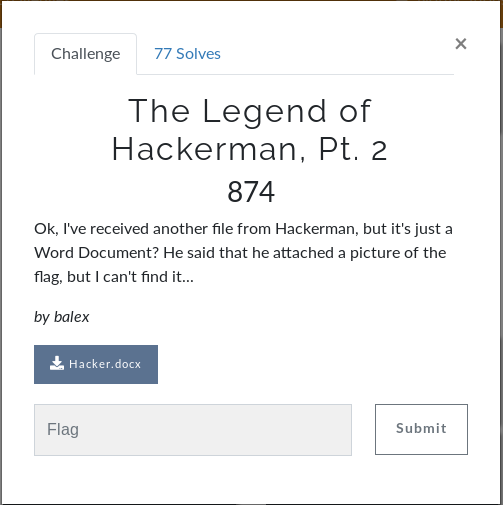 Challenge
77 Solves
×
The Legend of
Hackerman, Pt. 2
874
Ok, I've received another file from Hackerman, but it's just a
Word Document? He said that he attached a picture of the
flag, but I can't find it...
by balex
Hacker.docx
Flag
Submit